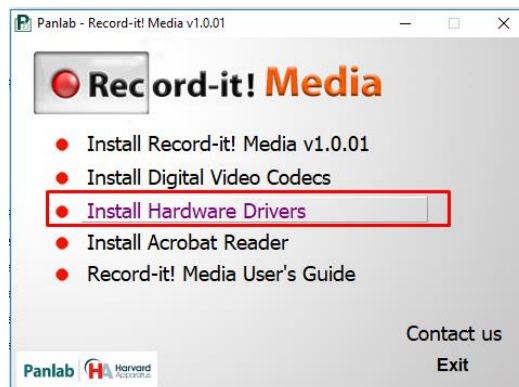 Panlab - Record-it! Media v1.0.01
Record-it! Media
Install Record-it! Media v1.0.01
Install Digital Video Codecs
Install Hardware Drivers
Install Acrobat Reader
Record-it! Media User's Guide
Contact us
Panlab HA Harvard
Apparatus
Exit